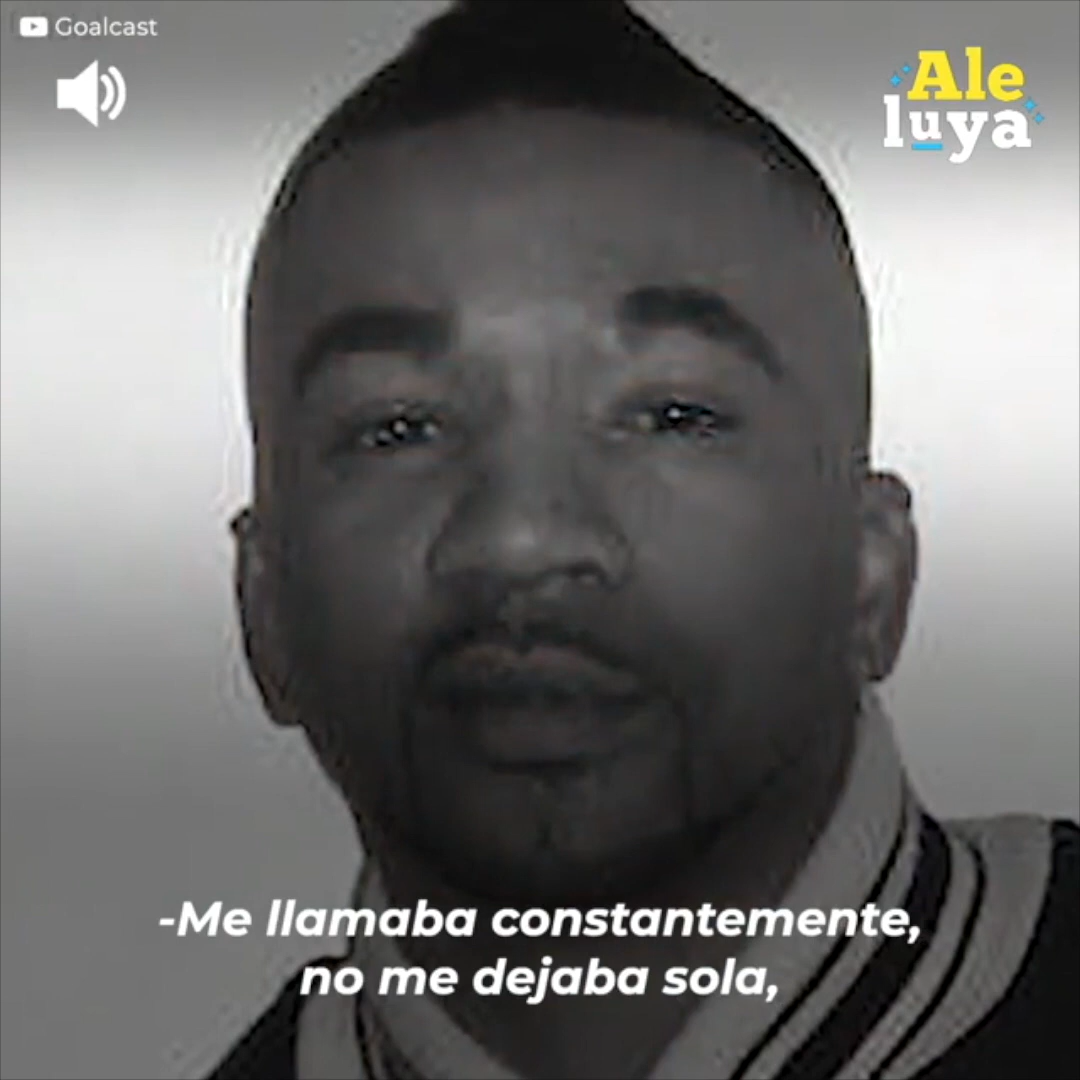 Goalcast
Ale
luya
-Me llamaba constantemente,
no me dejaba sola,